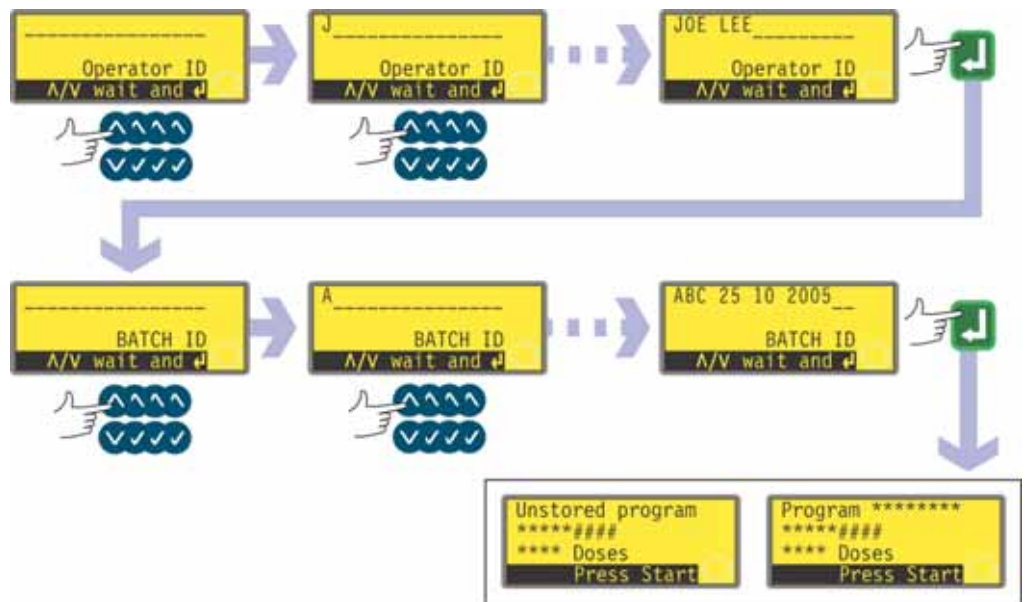 ________________
Operator ID
∧/∨ wait and ↲
J_______________
Operator ID
∧/∨ wait and ↲
JOE LEE_________
Operator ID
∧/∨ wait and ↲
________________
BATCH ID
∧/∨ wait and ↲
A_______________
BATCH ID
∧/∨ wait and ↲
ABC 25 10 2005__
BATCH ID
∧/∨ wait and ↲
Unstored program
*****####
**** Doses
Press Start
Program ********
*****####
**** Doses
Press Start